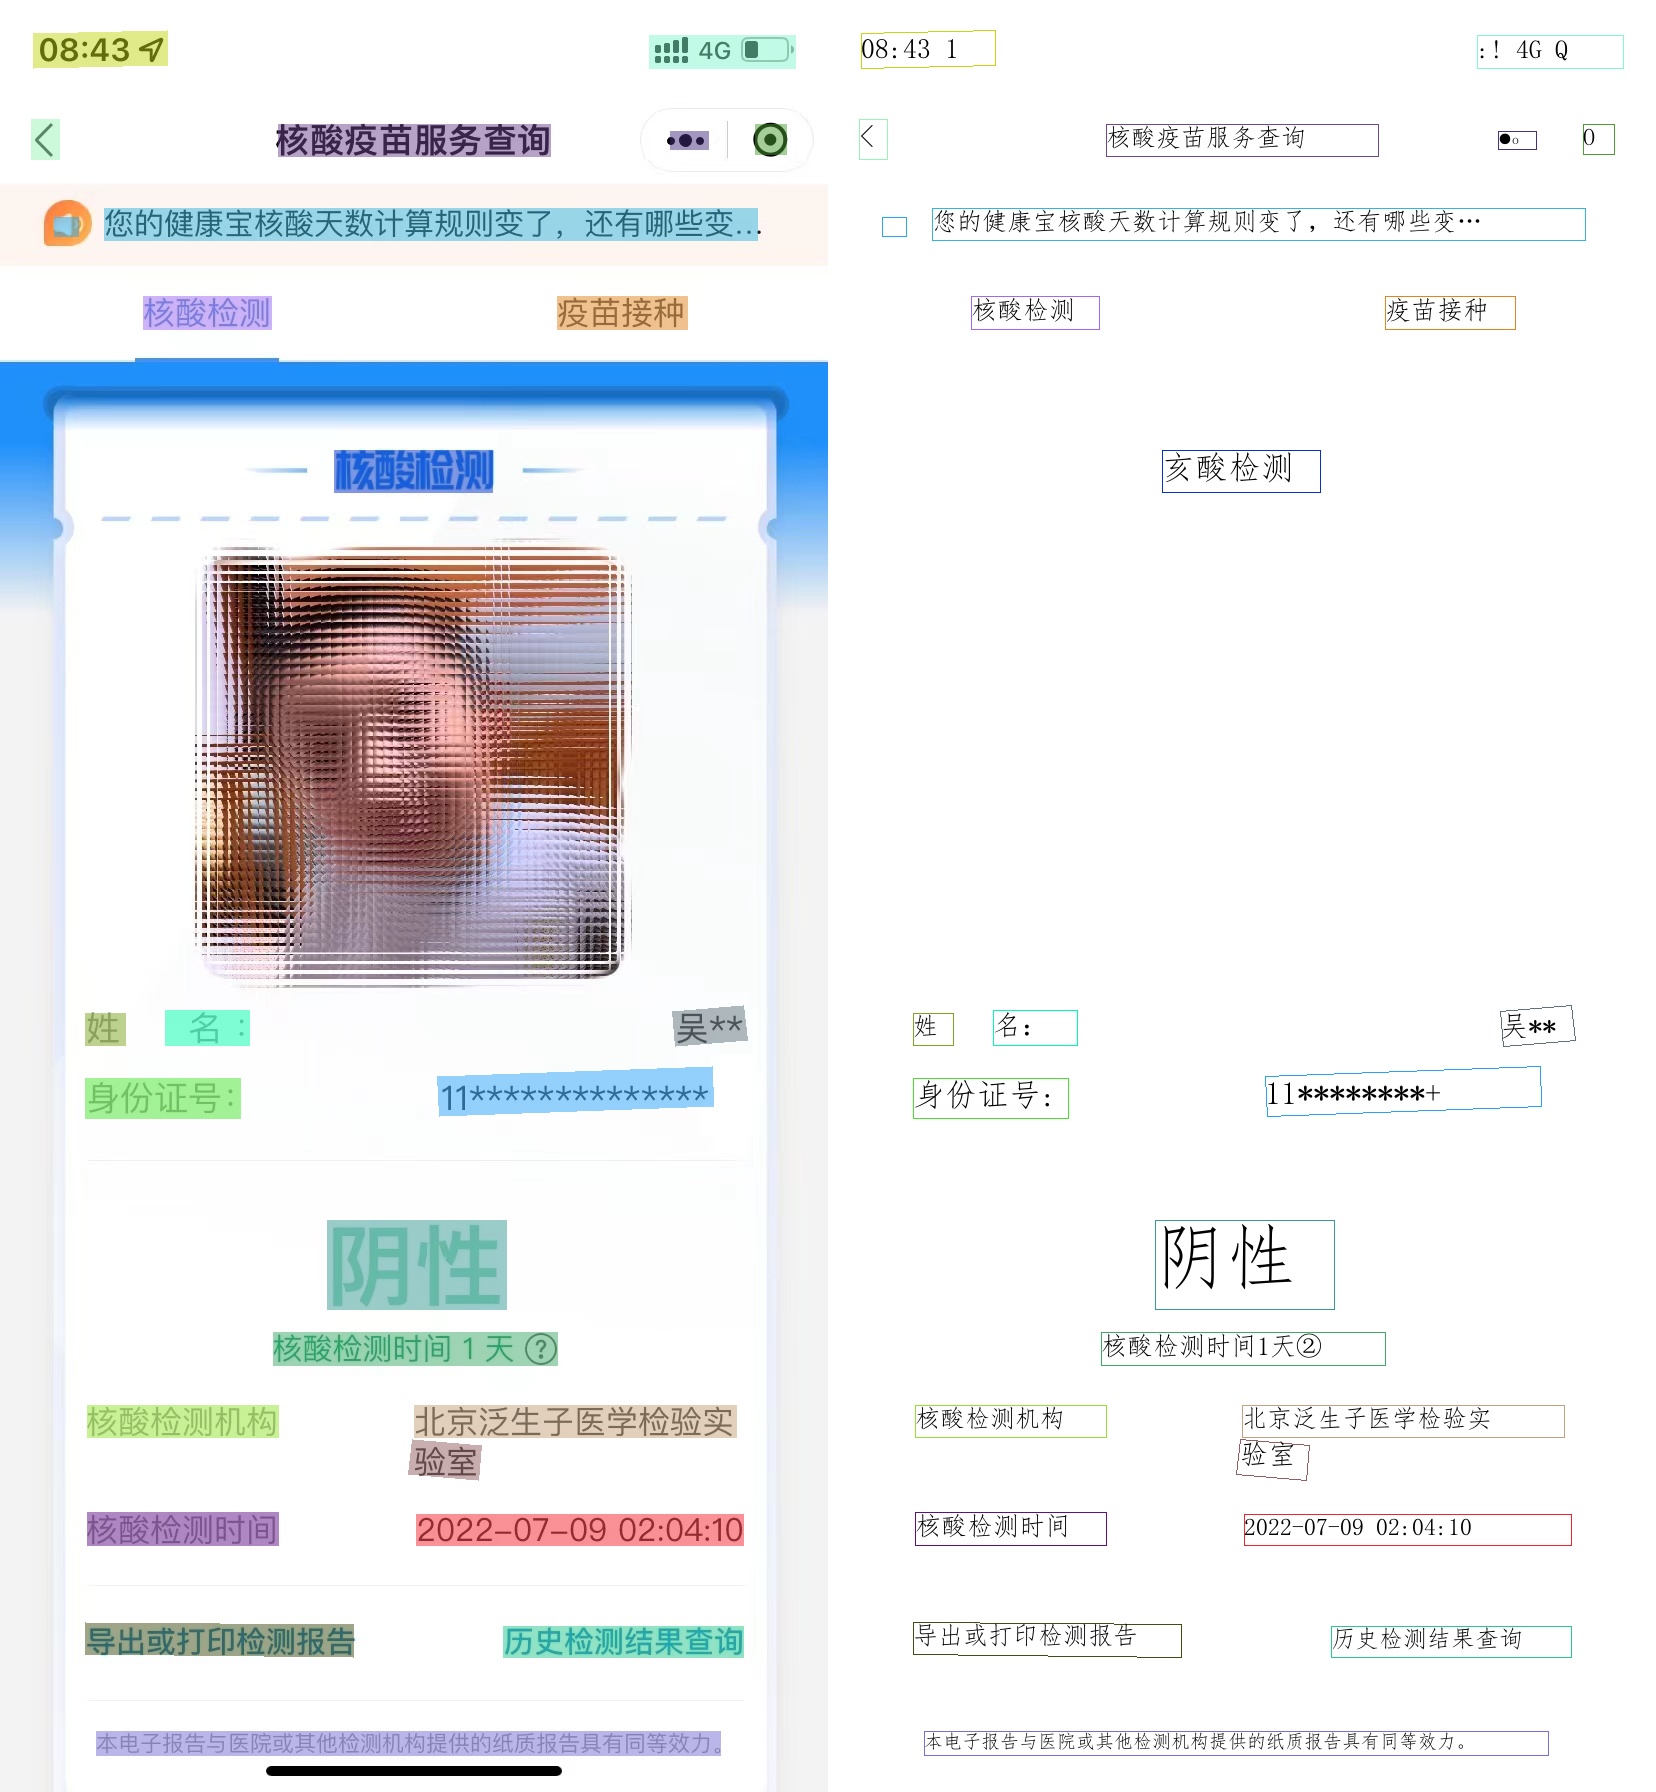 08:43 4G 08:43 1 :! 4G Q
核酸疫苗服务查询 < 核酸疫苗服务查询 ●○ 0
您的健康宝核酸天数计算规则变了，还有哪些变... 您的健康宝核酸天数计算规则变了，还有哪些变…
核酸检测 疫苗接种 核酸检测 疫苗接种
核酸检测 亥酸检测
姓 名： 吴** 姓 名： 吴**
身份证号： 11************** 身份证号： 11********+
阴性 阴性
核酸检测时间 1 天 ? 核酸检测时间1天②
核酸检测机构 北京泛生子医学检验实 核酸检测机构 北京泛生子医学检验实
验室 验室
核酸检测时间 2022-07-09 02:04:10 核酸检测时间 2022-07-09 02:04:10
导出或打印检测报告 历史检测结果查询 导出或打印检测报告 历史检测结果查询
本电子报告与医院或其他检测机构提供的纸质报告具有同等效力。 本电子报告与医院或其他检测机构提供的纸质报告具有同等效力。